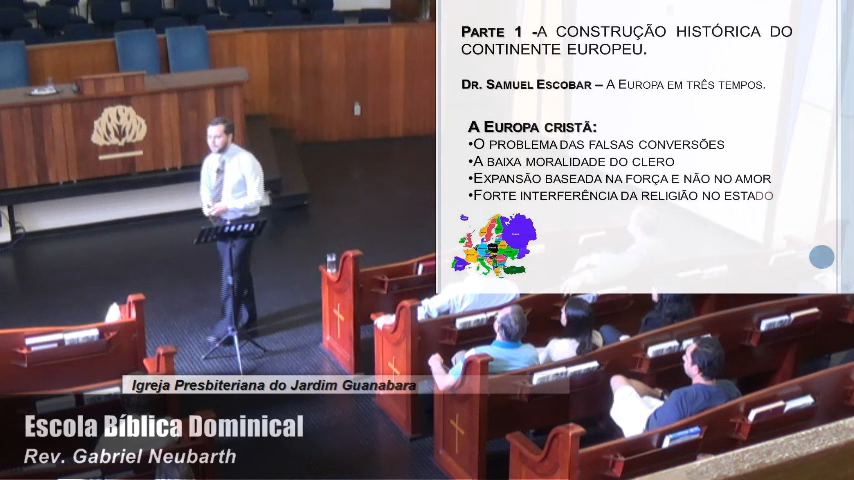 PARTE 1 -A CONSTRUÇÃO HISTÓRICA DO
CONTINENTE EUROPEU.
DR. SAMUEL ESCOBAR – A EUROPA EM TRÊS TEMPOS.
A EUROPA CRISTÃ:
•O PROBLEMA DAS FALSAS CONVERSÕES
•A BAIXA MORALIDADE DO CLERO
•EXPANSÃO BASEADA NA FORÇA E NÃO NO AMOR
•FORTE INTERFERÊNCIA DA RELIGIÃO NO ESTADO
Igreja Presbiteriana do Jardim Guanabara
Escola Bíblica Dominical
Rev. Gabriel Neubarth